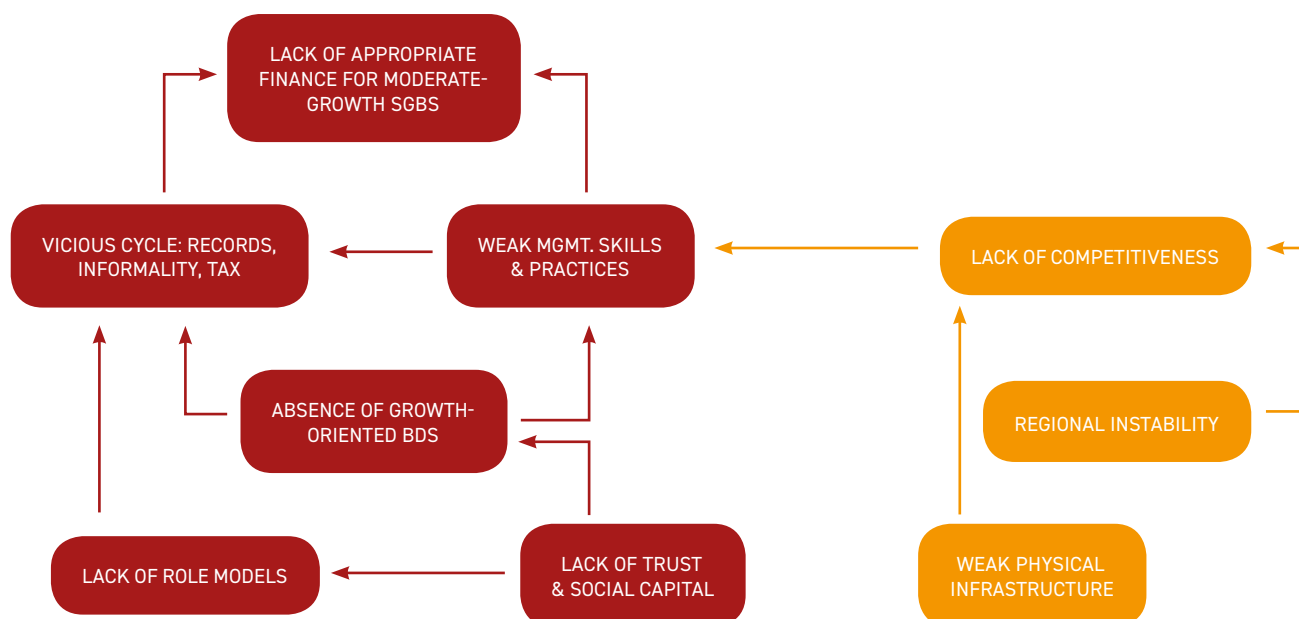 LACK OF APPROPRIATE
FINANCE FOR MODERATE-
GROWTH SGBS
VICIOUS CYCLE: RECORDS,
INFORMALITY, TAX
WEAK MGMT. SKILLS
& PRACTICES
LACK OF COMPETITIVENESS
ABSENCE OF GROWTH-
ORIENTED BDS
REGIONAL INSTABILITY
LACK OF ROLE MODELS
LACK OF TRUST
& SOCIAL CAPITAL
WEAK PHYSICAL
INFRASTRUCTURE